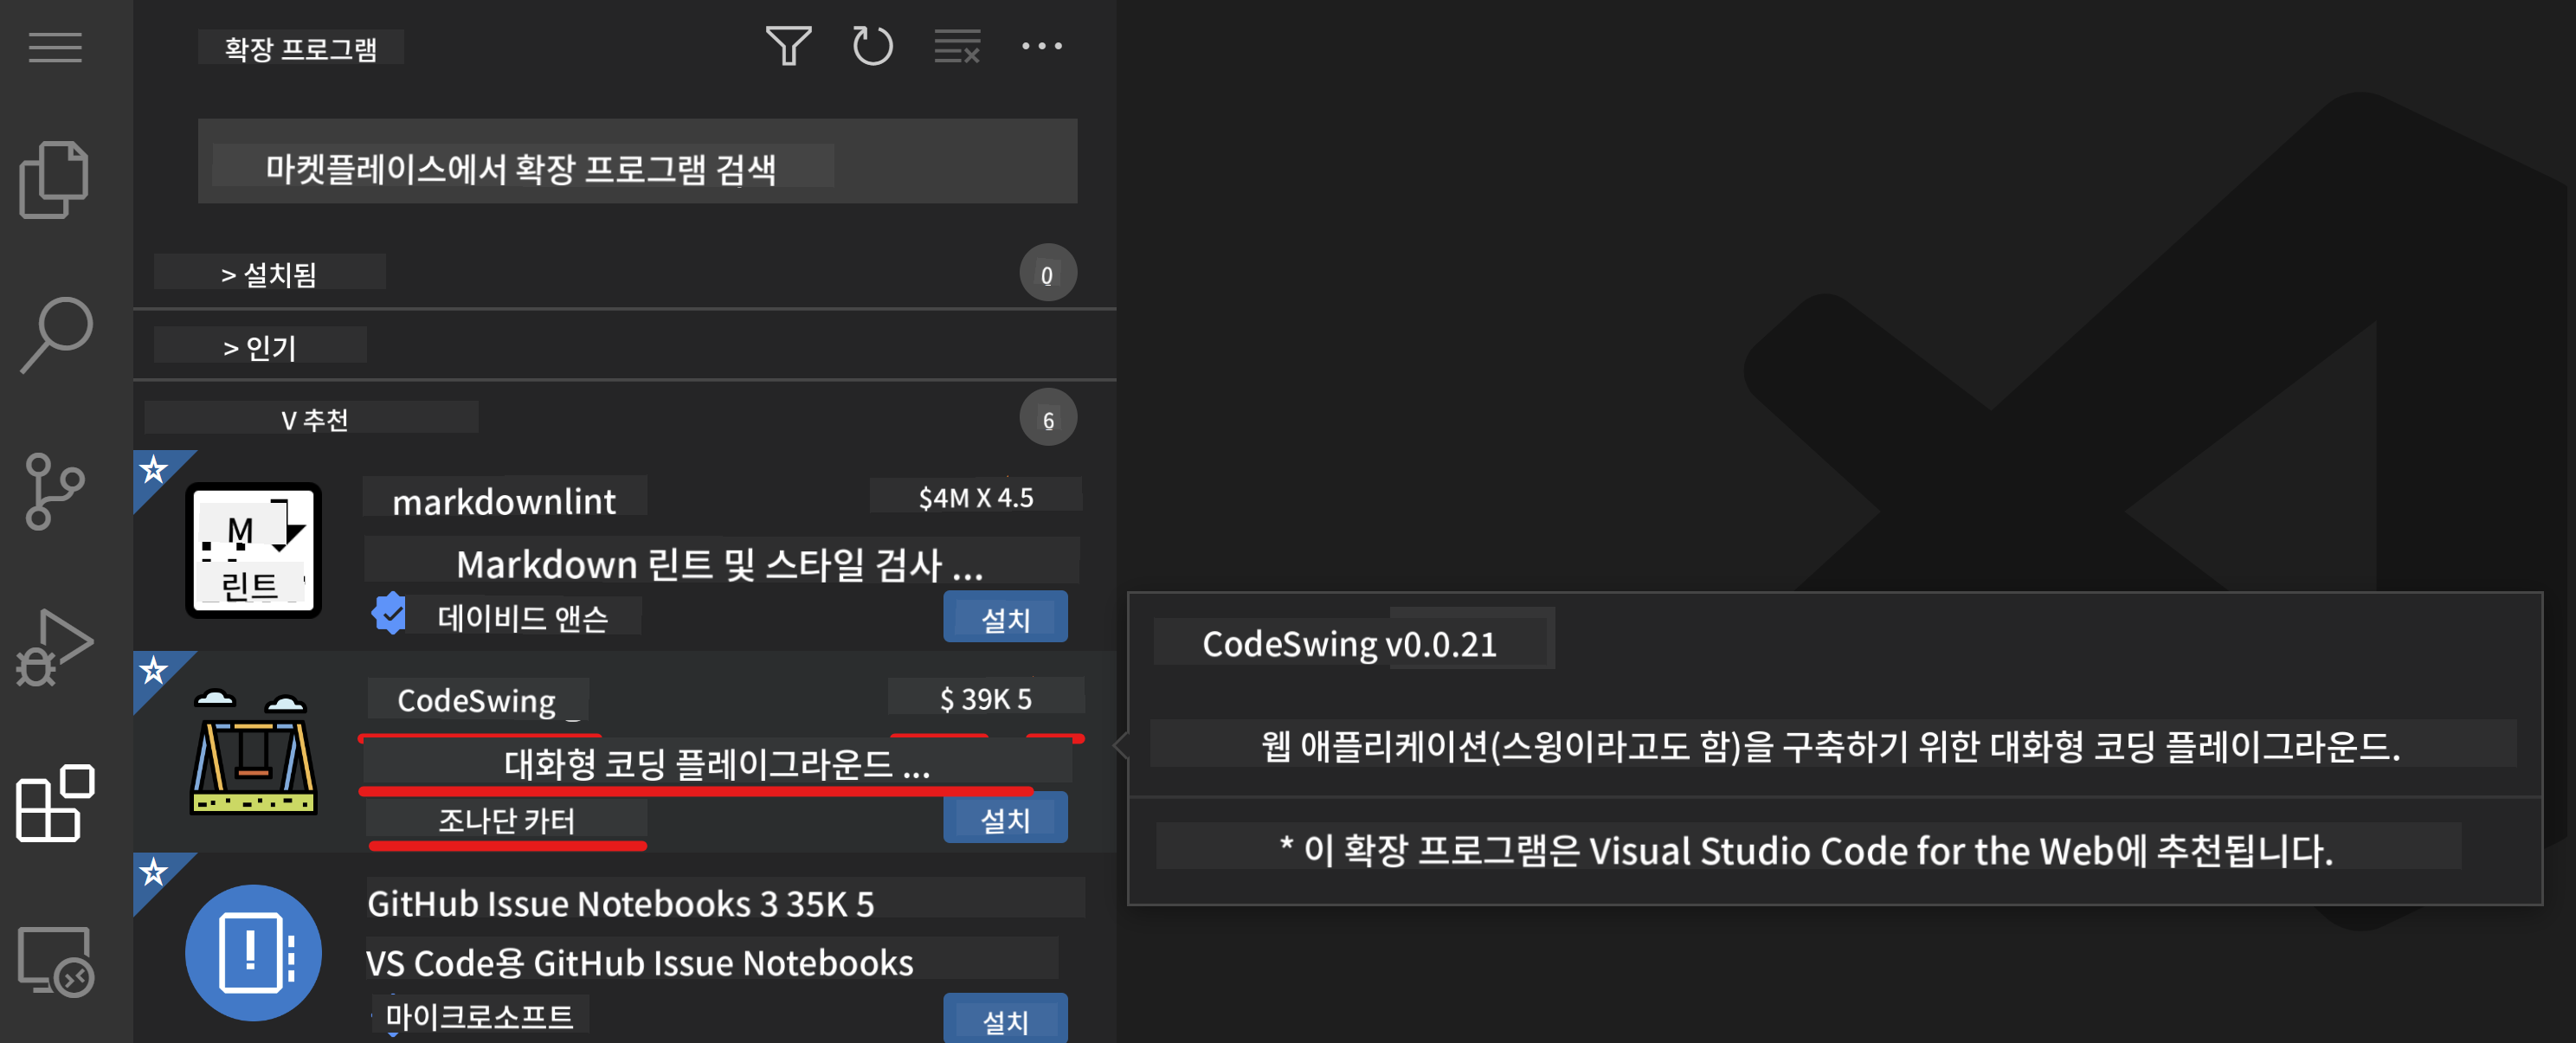 확장 프로그램
마켓플레이스에서 확장 프로그램 검색
> 설치됨 0
> 인기
V 추천 6
markdownlint $4M X 4.5
Markdown 린트 및 스타일 검사 ...
M
린트
데이비드 앤슨 설치
CodeSwing $ 39K 5
대화형 코딩 플레이그라운드 ...
조나단 카터 설치
GitHub Issue Notebooks 3 35K 5
VS Code용 GitHub Issue Notebooks
마이크로소프트 설치
CodeSwing v0.0.21
웹 애플리케이션(스윙이라고도 함)을 구축하기 위한 대화형 코딩 플레이그라운드.
* 이 확장 프로그램은 Visual Studio Code for the Web에 추천됩니다.